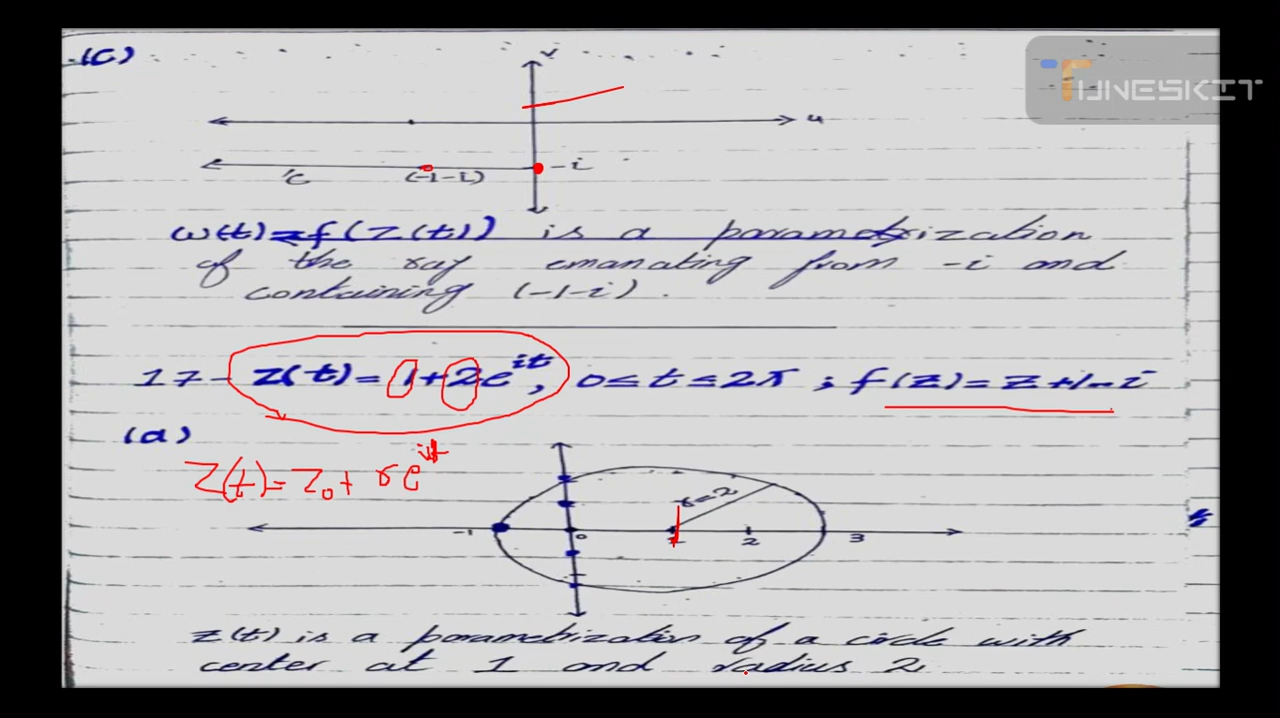 (C)
TUNESKIT
v
u
-i
'C
(-1-i)
w(t)=f(z(t)) is a parametrization
of the ray emanating from -i and
containing (-1-i).
17- z(t)= 1+2e^{it}, 0≤t≤2π ; f(z)=z+1-i
(a)
z(t)= z₀+ re^{it}
r=2
-1 0 1 2 3
z(t) is a parametrization of a circle with
center at 1 and radius 2.